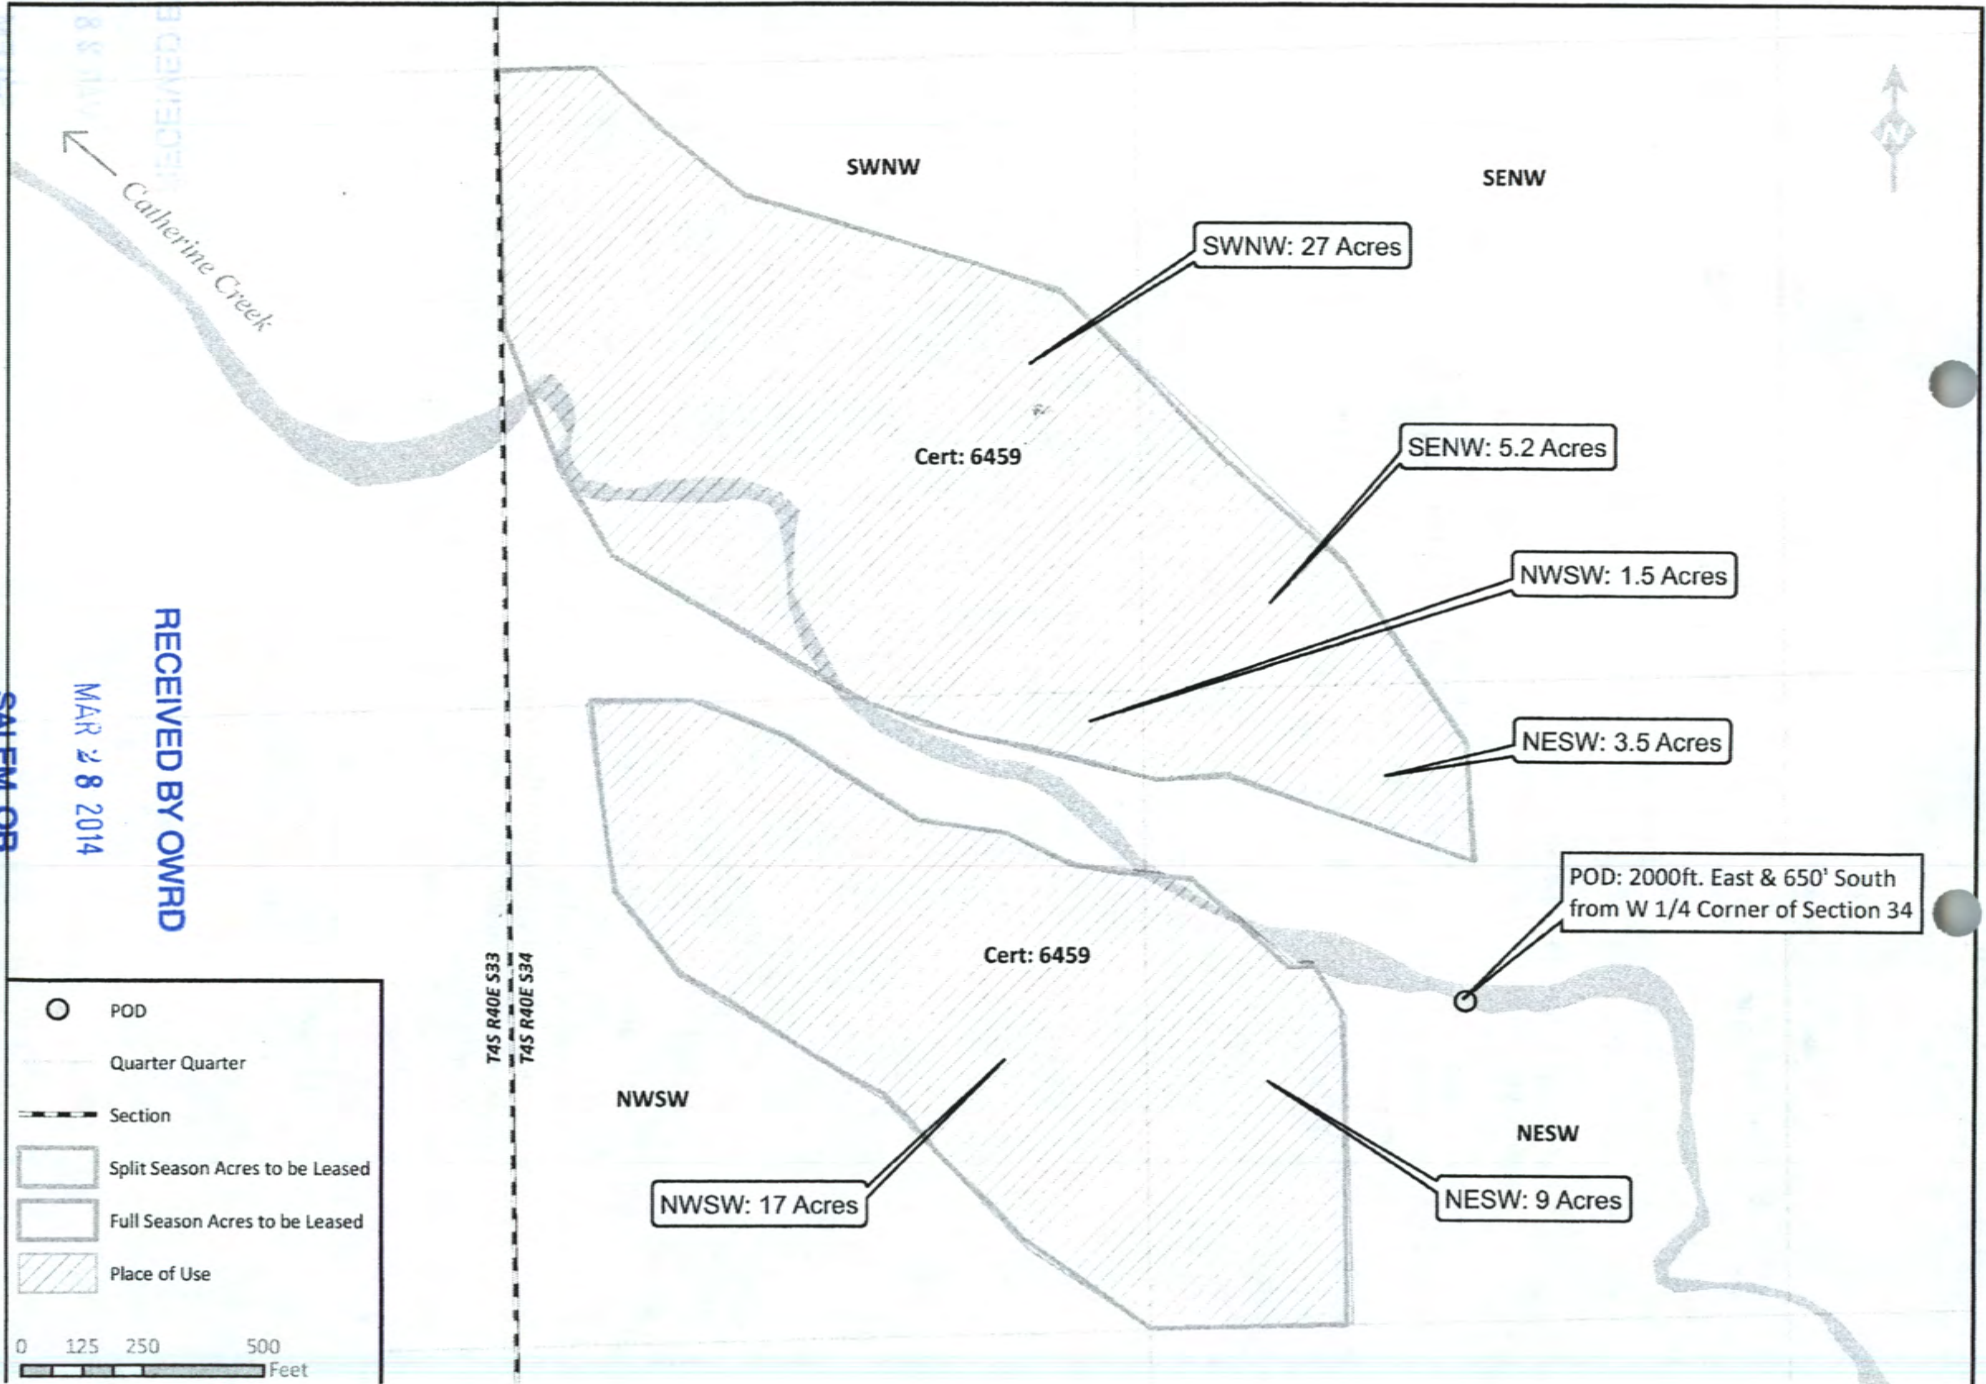 Catherine Creek
SWNW
SENW
SWNW: 27 Acres
Cert: 6459
SENW: 5.2 Acres
NWSW: 1.5 Acres
NESW: 3.5 Acres
RECEIVED BY OWRD
MAR 28 2014
SALEM OR
POD: 2000ft. East & 650' South
from W 1/4 Corner of Section 34
Cert: 6459
T4S R40E S33
T4S R40E S34
NWSW
NESW
NWSW: 17 Acres
NESW: 9 Acres
POD
Quarter Quarter
Section
Split Season Acres to be Leased
Full Season Acres to be Leased
Place of Use
0 125 250 500
Feet
N